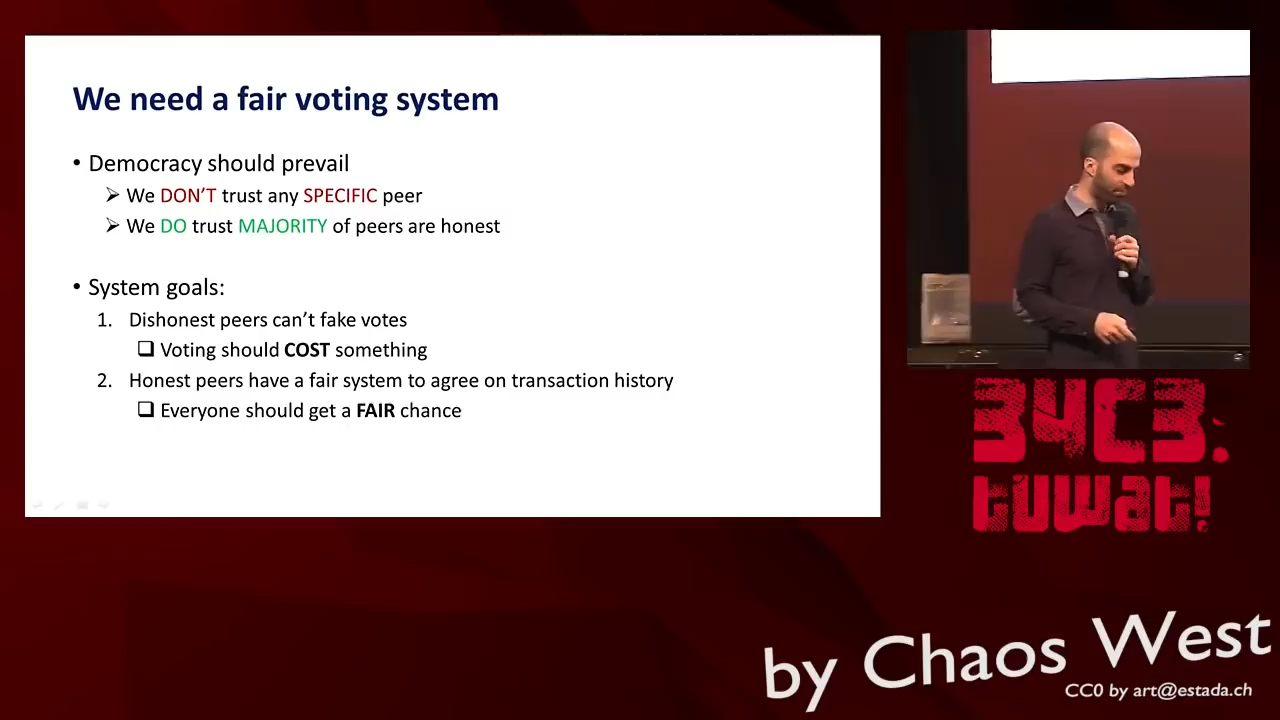 We need a fair voting system
• Democracy should prevail
➢ We DON'T trust any SPECIFIC peer
➢ We DO trust MAJORITY of peers are honest
• System goals:
1. Dishonest peers can't fake votes
❑ Voting should COST something
2. Honest peers have a fair system to agree on transaction history
❑ Everyone should get a FAIR chance
34C3:
tuwat!
by Chaos West
CC0 by art@estada.ch